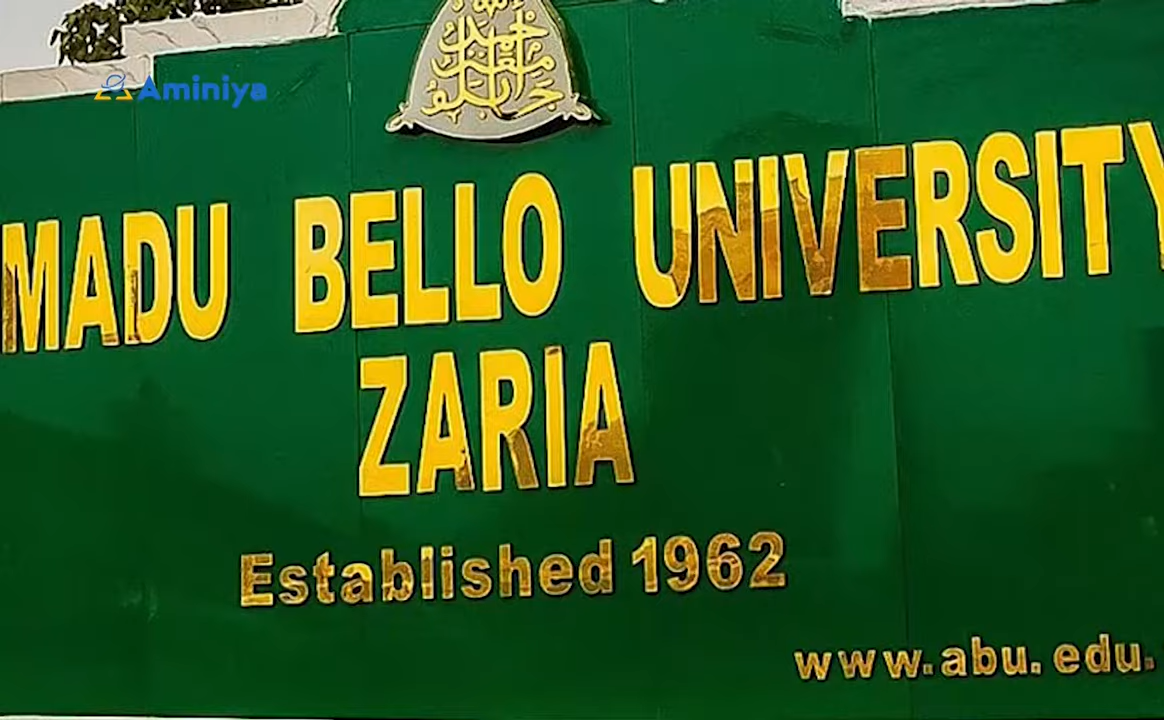 Aminiya
MADU BELLO UNIVERSITY
ZARIA
Established 1962
www.abu.edu.